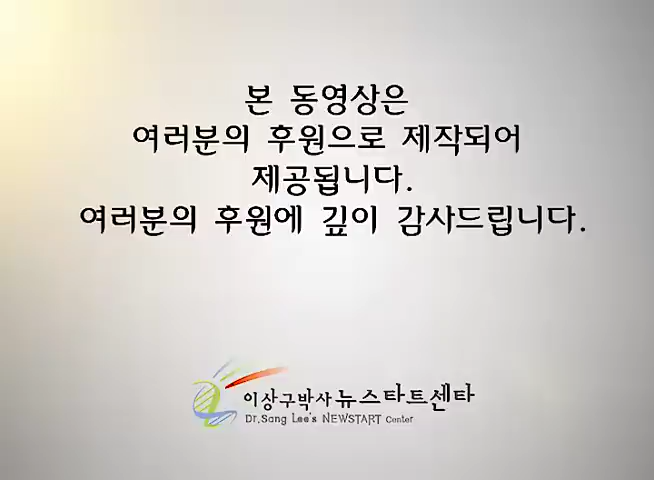 본 동영상은
여러분의 후원으로 제작되어
제공됩니다.
여러분의 후원에 깊이 감사드립니다.
이상구박사 뉴스타트센타
Dr.Sang Lee's NEWSTART Center